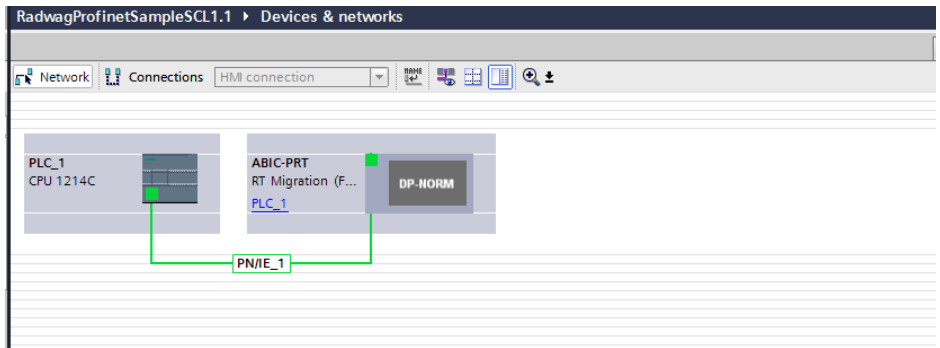 RadwagProfinetSampleSCL1.1 ▸ Devices & networks
Network Connections HMI connection
PLC_1
CPU 1214C
ABIC-PRT
RT Migration (F...
PLC_1
DP-NORM
PN/IE_1